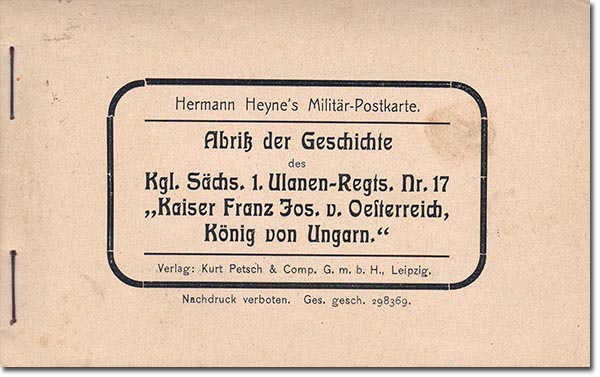 Hermann Heyne's Militär-Postkarte.
Abriß der Geschichte
des
Kgl. Sächs. 1. Ulanen-Regts. Nr. 17
„Kaiser Franz Jos. v. Oesterreich,
König von Ungarn.“
Verlag: Kurt Petsch & Comp. G. m. b. H., Leipzig.
Nachdruck verboten. Ges. gesch. 298369.